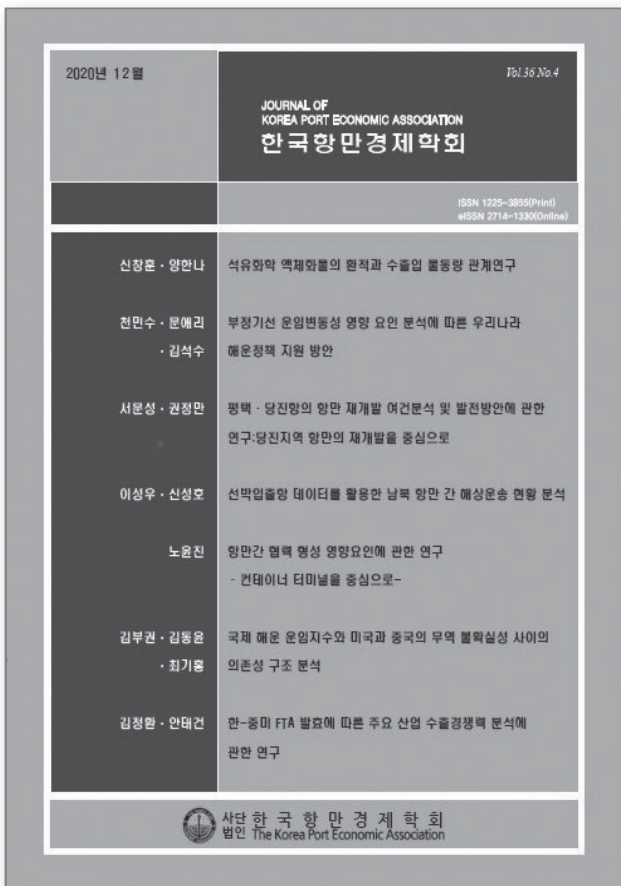 2020년 12월
Vol.36 No.4
JOURNAL OF
KOREA PORT ECONOMIC ASSOCIATION
한국항만경제학회
ISSN 1225-3855(Print)
eISSN 2714-1330(Online)
신창훈 · 양한나 석유화학 액체화물의 환적과 수출입 물동량 관계연구
천민수 · 문애리 부정기선 운임변동성 영향 요인 분석에 따른 우리나라
· 김석수 해운정책 지원 방안
서문성 · 권정만 평택 · 당진항의 항만 재개발 여건분석 및 발전방안에 관한
연구:당진지역 항만의 재개발을 중심으로
이성우 · 신성호 선박입출항 데이터를 활용한 남북 항만 간 해상운송 현황 분석
노윤진 항만간 협력 형성 영향요인에 관한 연구
- 컨테이너 터미널을 중심으로-
김부권 · 김동윤 국제 해운 운임지수와 미국과 중국의 무역 불확실성 사이의
· 최기홍 의존성 구조 분석
김정환 · 안태건 한-중미 FTA 발효에 따른 주요 산업 수출경쟁력 분석에
관한 연구
사단 한국항만경제학회
법인 The Korea Port Economic Association